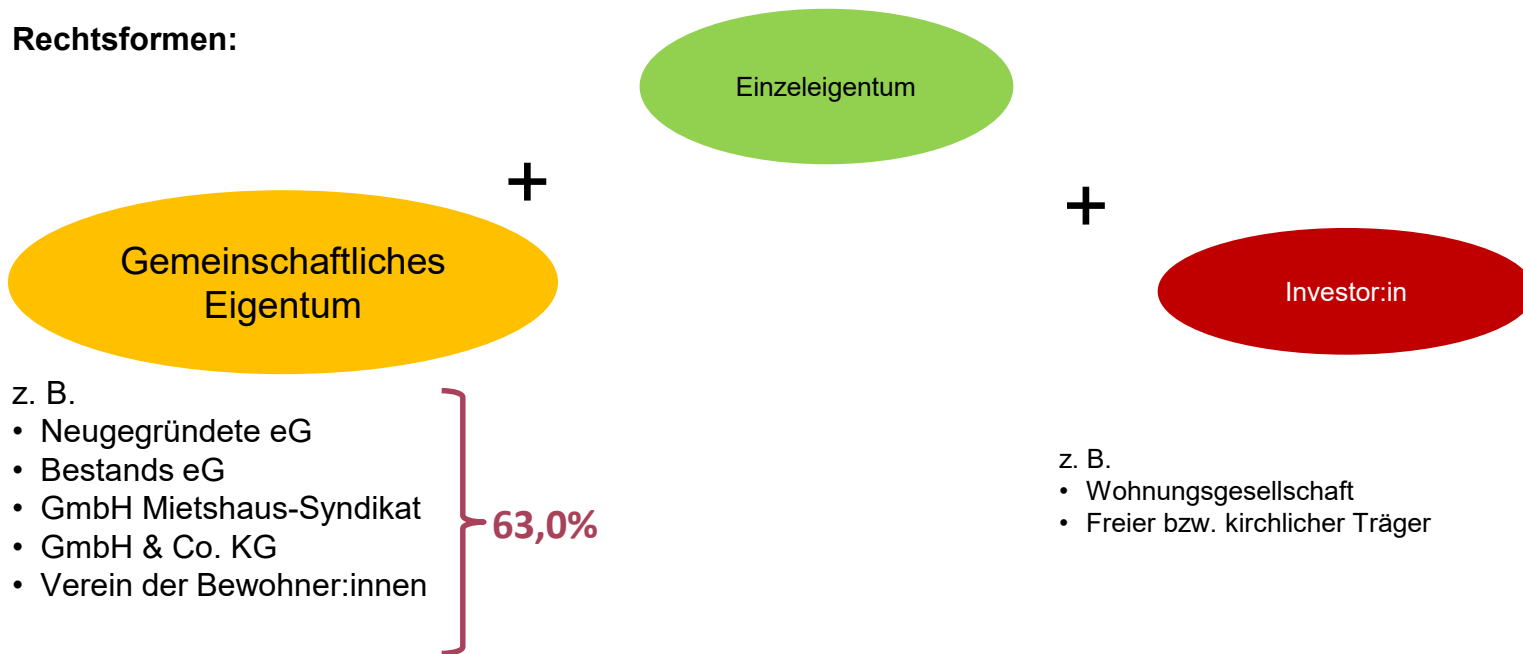 Rechtsformen:
Einzeleigentum
+
+
Gemeinschaftliches
Eigentum
Investor:in
z. B.
• Neugegründete eG
• Bestands eG
• GmbH Mietshaus-Syndikat
• GmbH & Co. KG
• Verein der Bewohner:innen
63,0%
z. B.
• Wohnungsgesellschaft
• Freier bzw. kirchlicher Träger